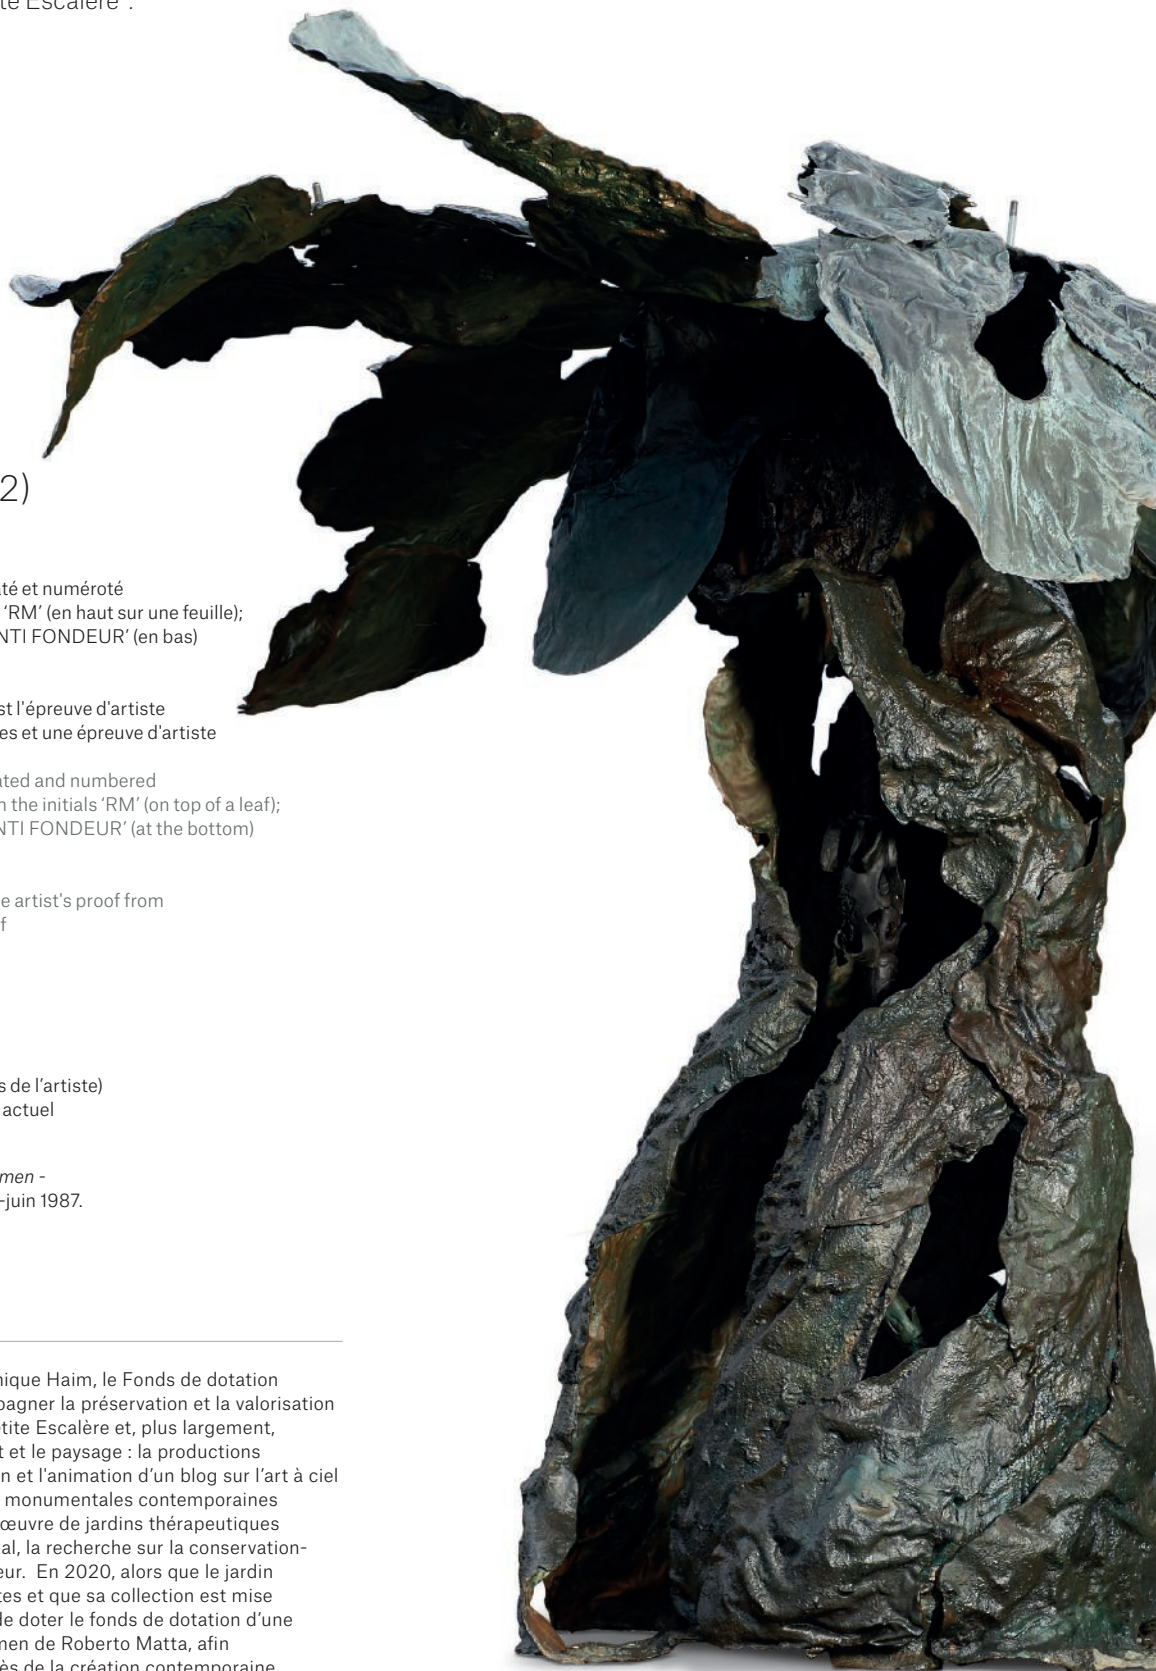 te Escalère".
2)
té et numéroté
'RM' (en haut sur une feuille);
NTI FONDEUR' (en bas)
st l'épreuve d'artiste
es et une épreuve d'artiste
ated and numbered
n the initials 'RM' (on top of a leaf);
NTI FONDEUR' (at the bottom)
e artist's proof from
f
s de l'artiste)
actuel
men -
-juin 1987.
nique Haim, le Fonds de dotation
pagner la préservation et la valorisation
etite Escalère et, plus largement,
t et le paysage : la productions
n et l'animation d'un blog sur l'art à ciel
monumentales contemporaines
œuvre de jardins thérapeutiques
al, la recherche sur la conservation-
eur. En 2020, alors que le jardin
tes et que sa collection est mise
de doter le fonds de dotation d'une
men de Roberto Matta, afin
ès de la création contemporaine